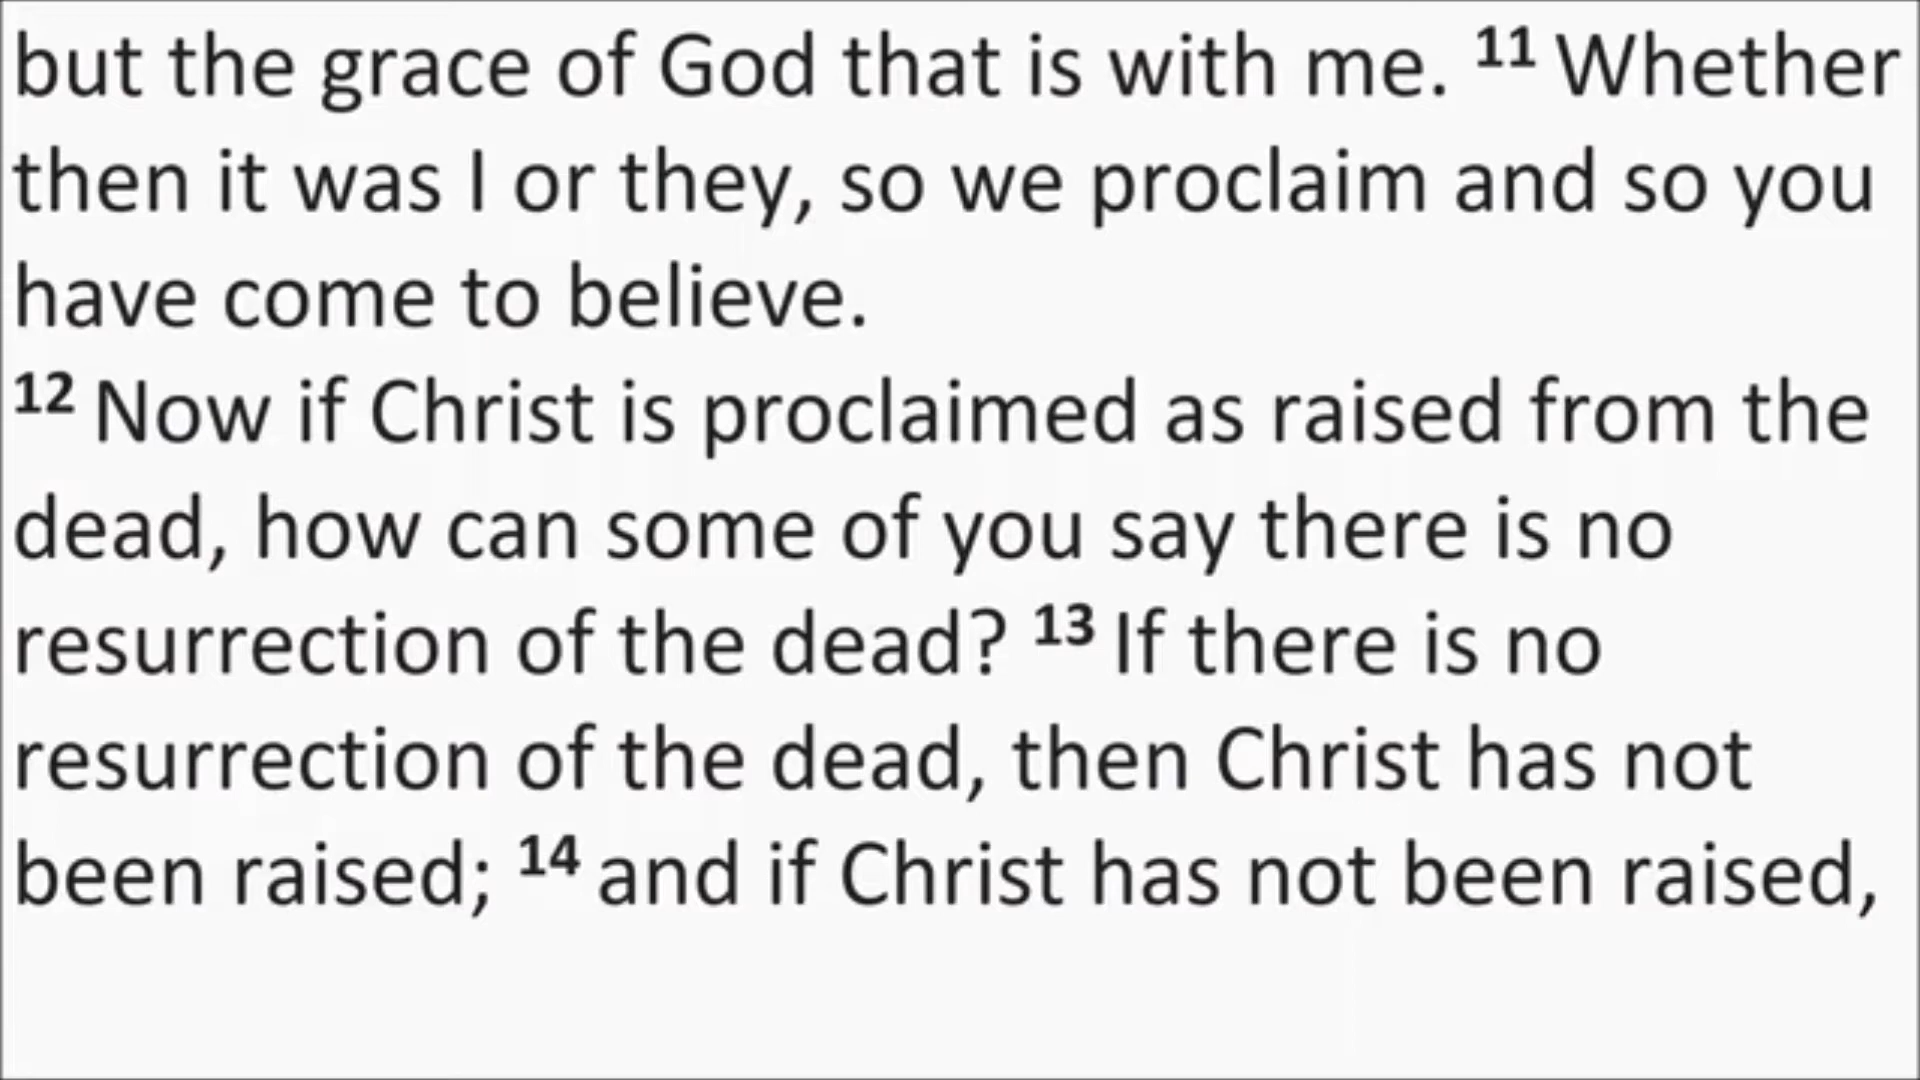 but the grace of God that is with me. 11 Whether
then it was I or they, so we proclaim and so you
have come to believe.
12 Now if Christ is proclaimed as raised from the
dead, how can some of you say there is no
resurrection of the dead? 13 If there is no
resurrection of the dead, then Christ has not
been raised; 14 and if Christ has not been raised,